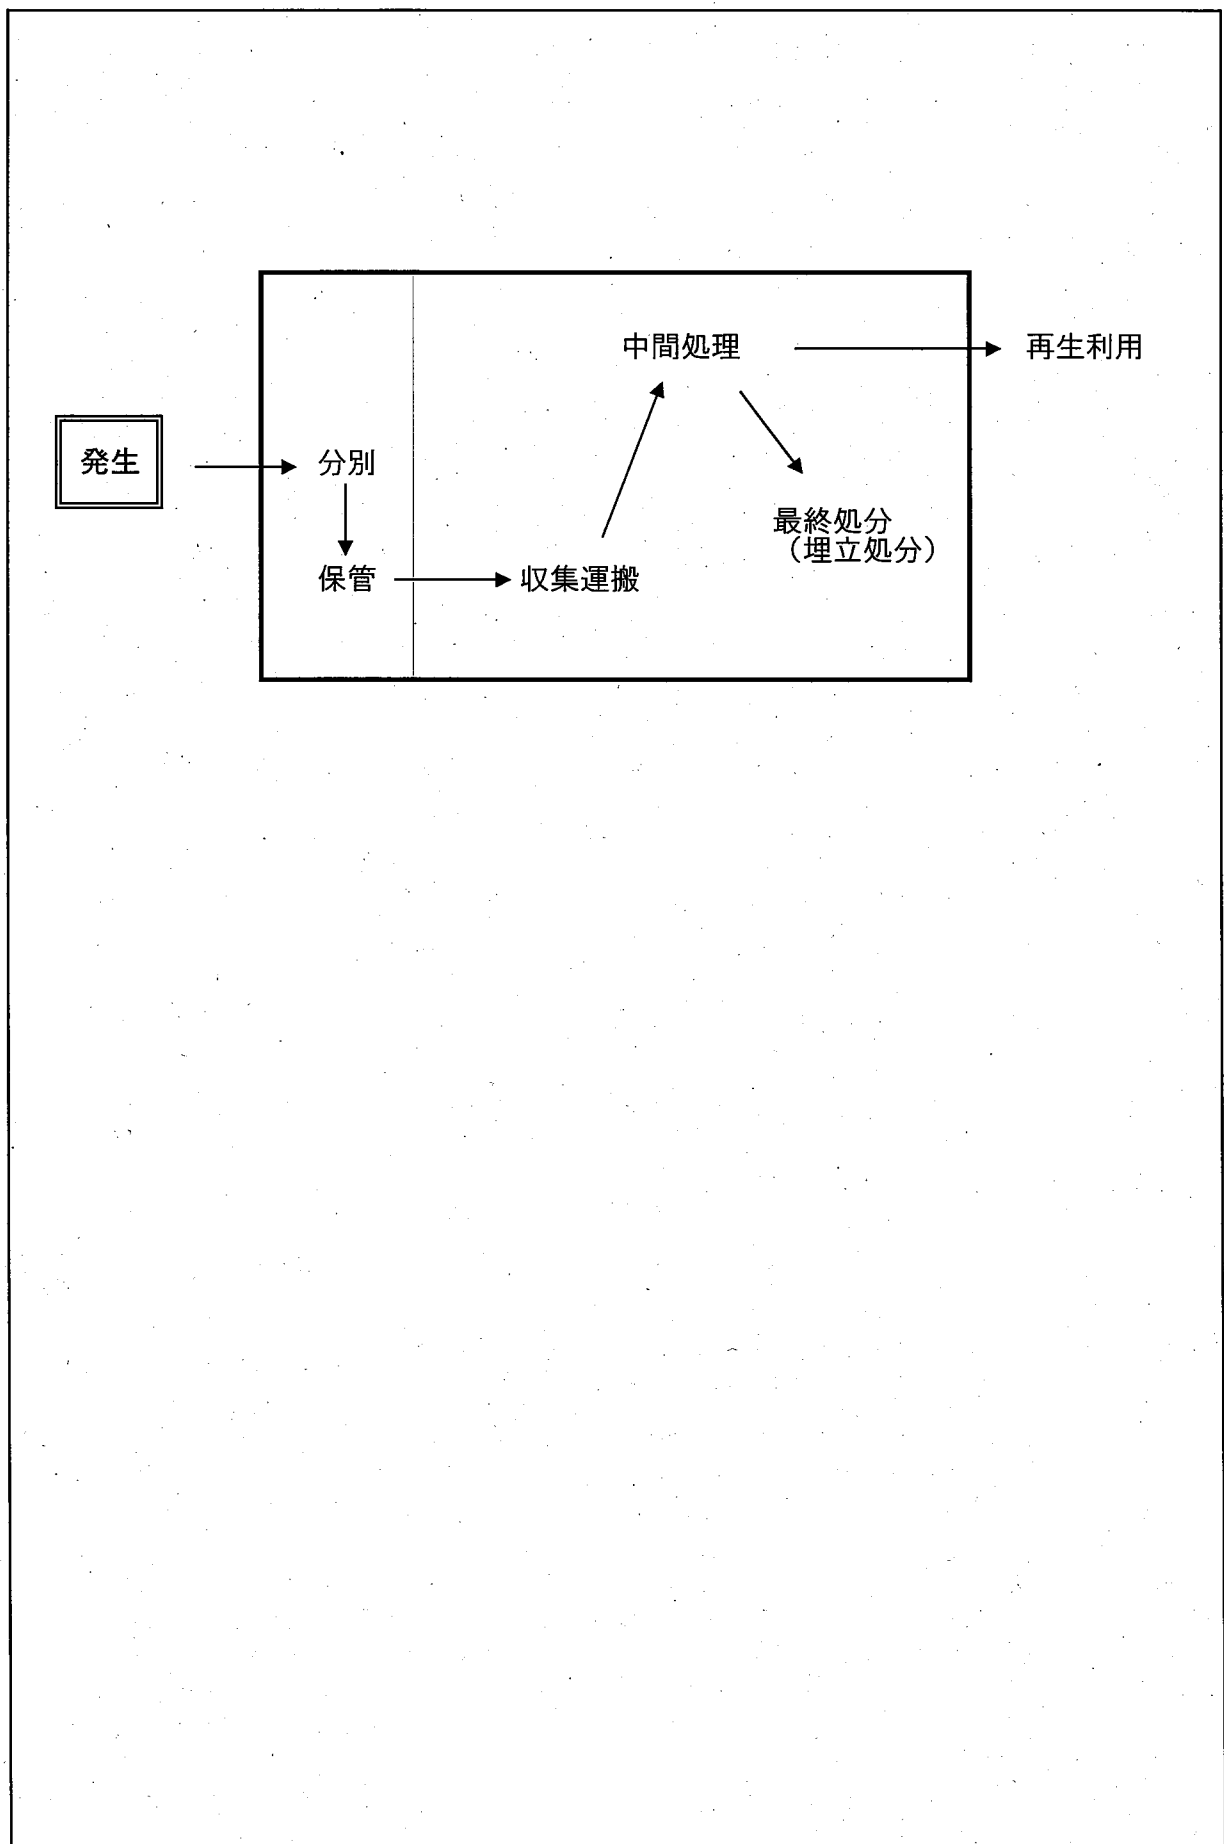 中間処理
再生利用
発生
分別
最終処分
（埋立処分）
保管
収集運搬